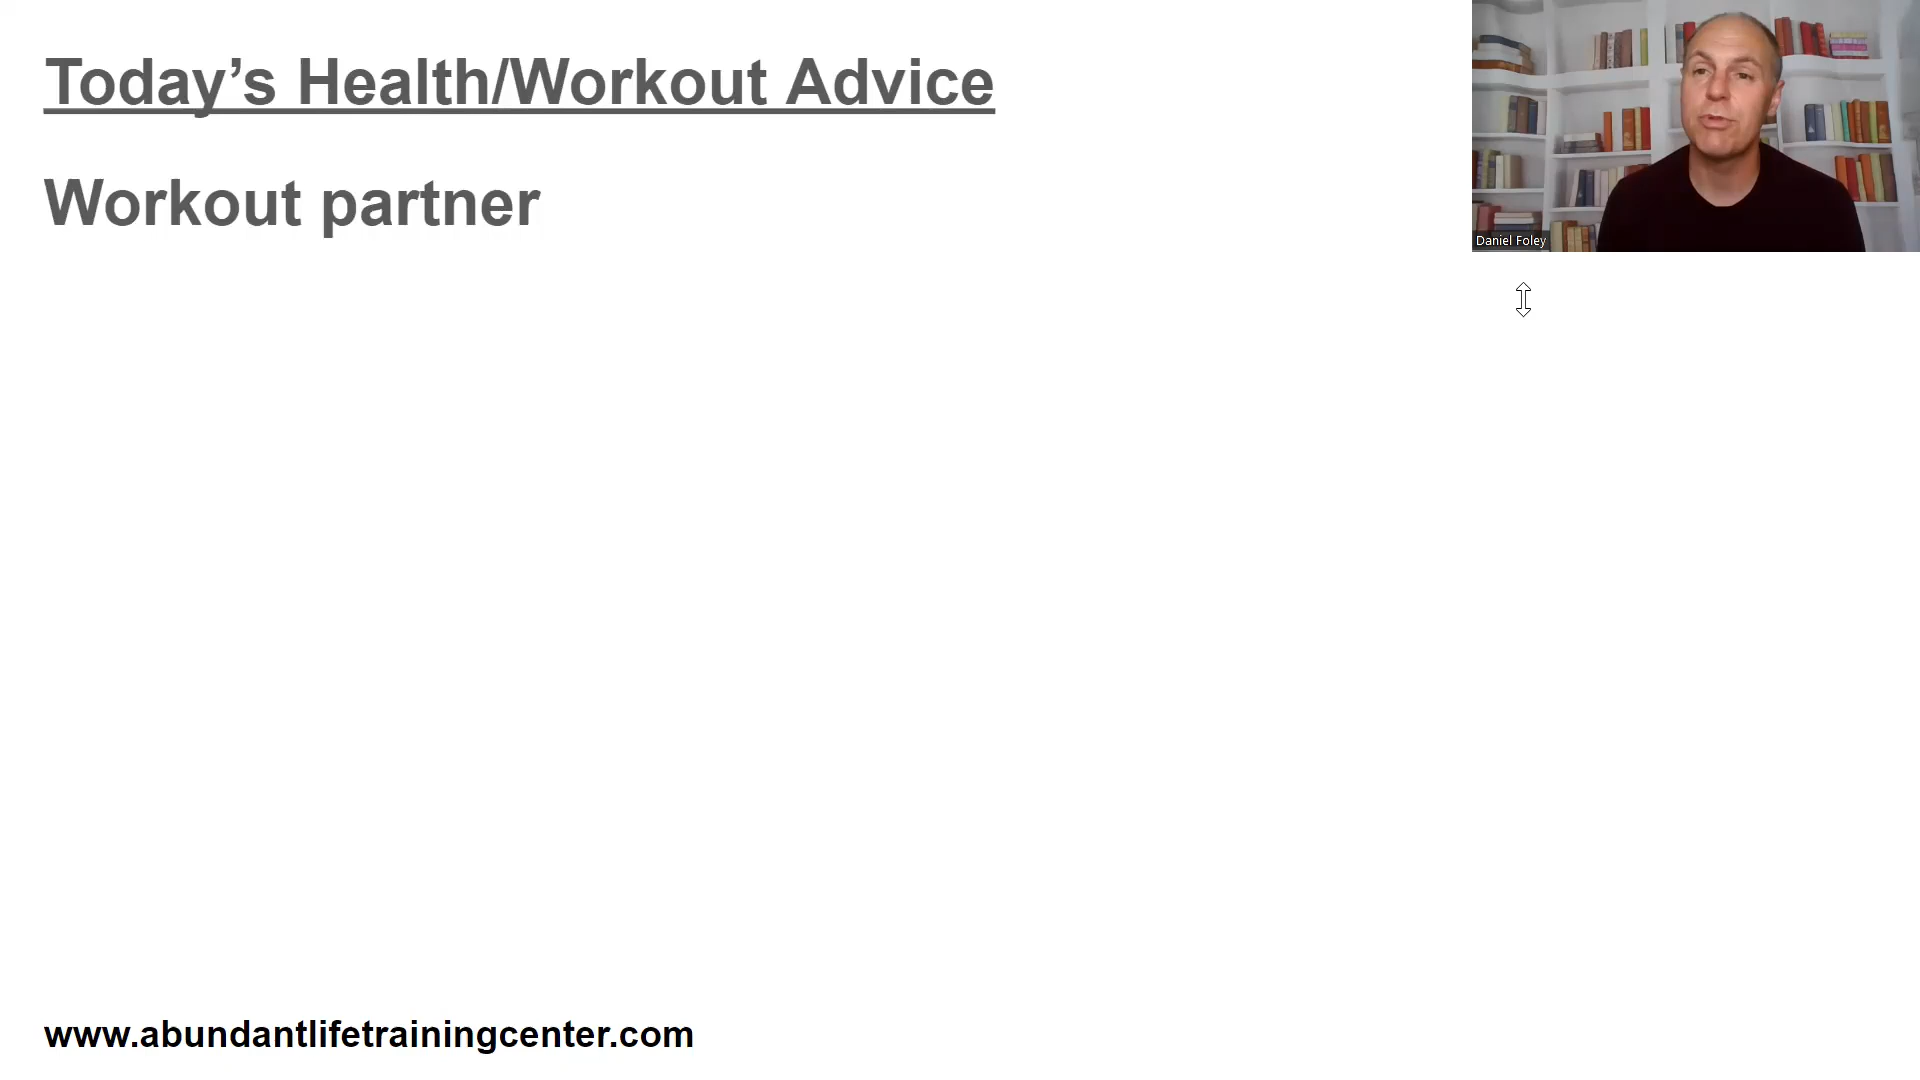 Today’s Health/Workout Advice
Workout partner
Daniel Foley
www.abundantlifetrainingcenter.com